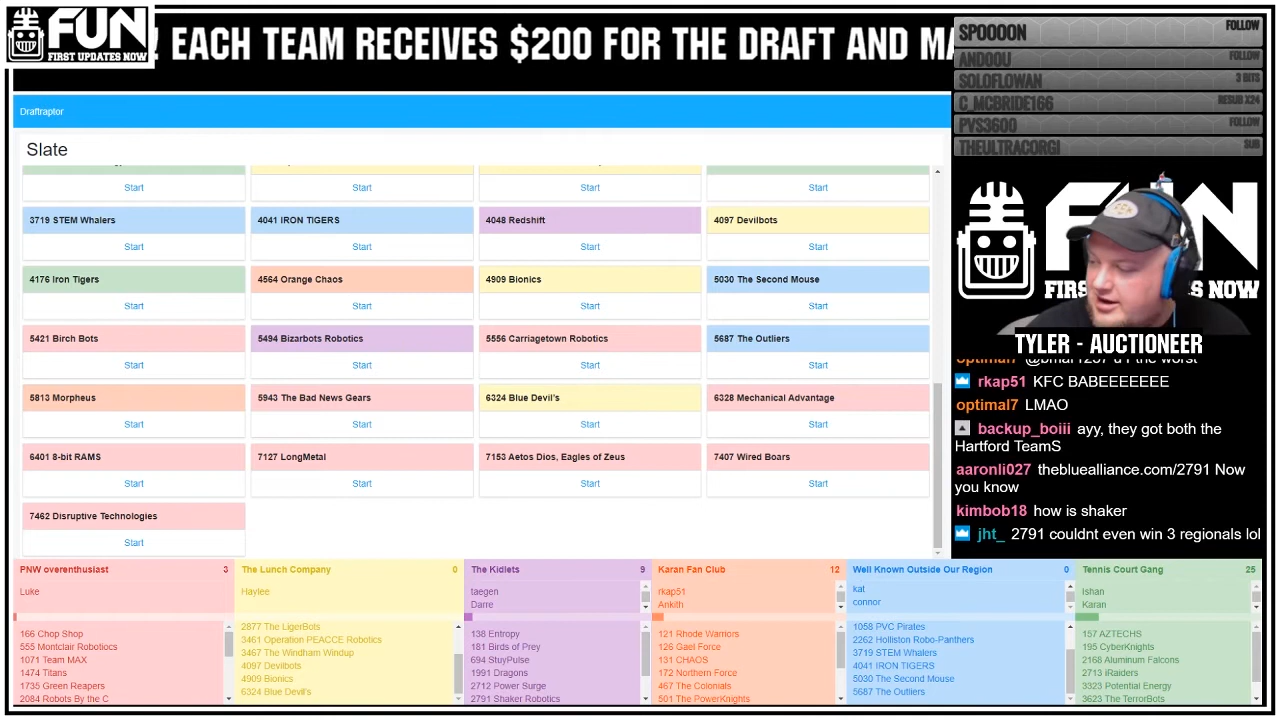 FUN
FIRST UPDATES NOW
EACH TEAM RECEIVES $200 FOR THE DRAFT AND
SPOOOON FOLLOW
ANDOOU FOLLOW
SOLOFLOWAN 3 BITS
C_MCBRIDE166 RESUB X24
PVS3600 FOLLOW
THEULTRACORGI SUB
Draftraptor
Slate
Start Start Start Start
3719 STEM Whalers 4041 IRON TIGERS 4048 Redshift 4097 Devilbots
Start Start Start Start
4176 Iron Tigers 4564 Orange Chaos 4909 Bionics 5030 The Second Mouse
Start Start Start Start
5421 Birch Bots 5494 Bizarbots Robotics 5556 Carriagetown Robotics 5687 The Outliers
Start Start Start Start
5813 Morpheus 5943 The Bad News Gears 6324 Blue Devil's 6328 Mechanical Advantage
Start Start Start Start
6401 8-bit RAMS 7127 LongMetal 7153 Aetos Dios, Eagles of Zeus 7407 Wired Boars
Start Start Start Start
7462 Disruptive Technologies
Start
TYLER - AUCTIONEER
rkap51 KFC BABEEEEEEE
optimal7 LMAO
backup_boiii ayy, they got both the
Hartford TeamS
aaronli027 thebluealliance.com/2791 Now
you know
kimbob18 how is shaker
jht_ 2791 couldnt even win 3 regionals lol
PNW overenthusiast 3
Luke
166 Chop Shop
555 Montclair Robotiocs
1071 Team MAX
1474 Titans
1735 Green Reapers
2084 Robots By the C
The Lunch Company 0
Haylee
2877 The LigerBots
3461 Operation PEACCE Robotics
3467 The Windham Windup
4097 Devilbots
4909 Bionics
6324 Blue Devil's
The Kidlets 9
taegen
Darre
138 Entropy
181 Birds of Prey
694 StuyPulse
1991 Dragons
2712 Power Surge
2791 Shaker Robotics
Karan Fan Club 12
rkap51
Ankith
121 Rhode Warriors
126 Gael Force
131 CHAOS
172 Northern Force
467 The Colonials
501 The PowerKnights
Well Known Outside Our Region 0
kat
connor
1058 PVC Pirates
2262 Holliston Robo-Panthers
3719 STEM Whalers
4041 IRON TIGERS
5030 The Second Mouse
5687 The Outliers
Tennis Court Gang 25
Ishan
Karan
157 AZTECHS
195 CyberKnights
2168 Aluminum Falcons
2713 iRaiders
3323 Potential Energy
3623 The TerrorBots